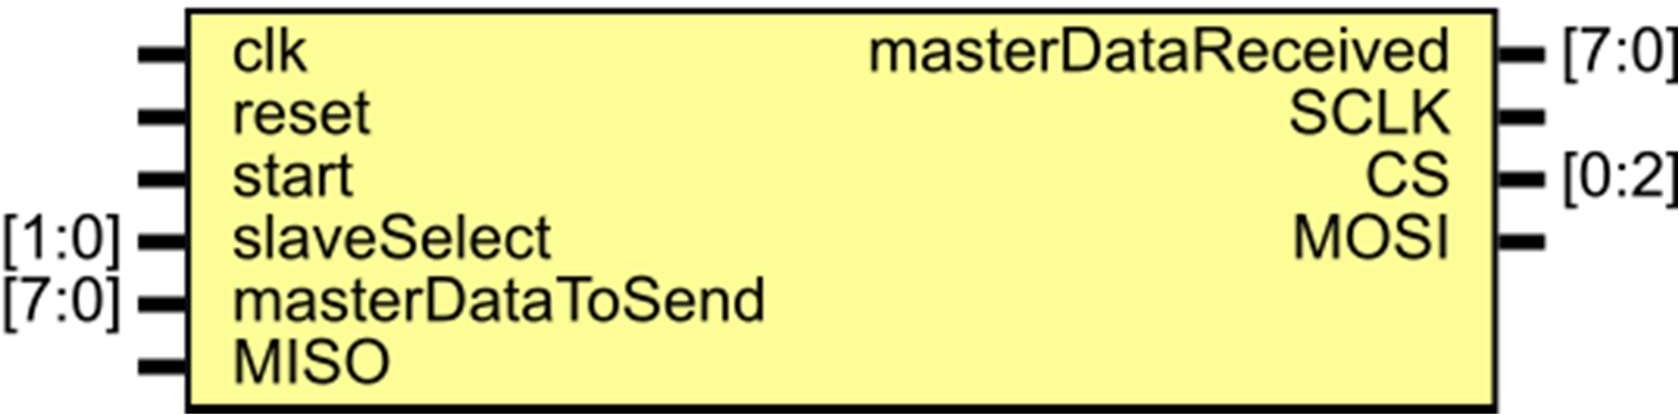 clk masterDataReceived [7:0]
reset SCLK
start CS [0:2]
[1:0] slaveSelect MOSI
[7:0] masterDataToSend
MISO